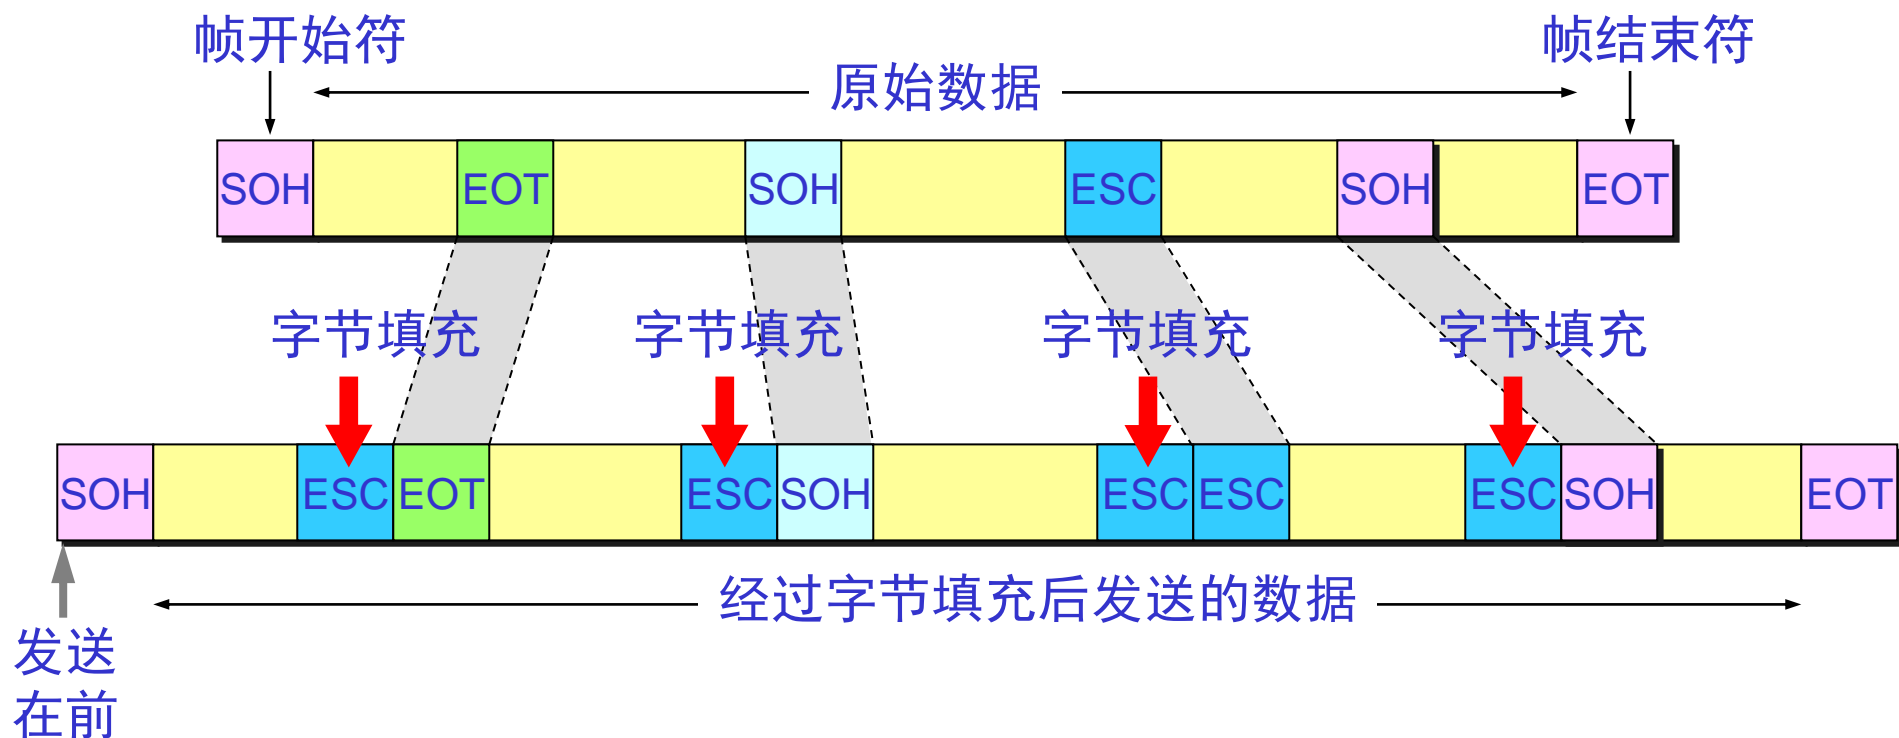 帧开始符
帧结束符
原始数据
SOH EOT SOH ESC SOH EOT
字节填充 字节填充 字节填充 字节填充
SOH ESC EOT ESC SOH ESC ESC ESC SOH EOT
经过字节填充后发送的数据
发送
在前